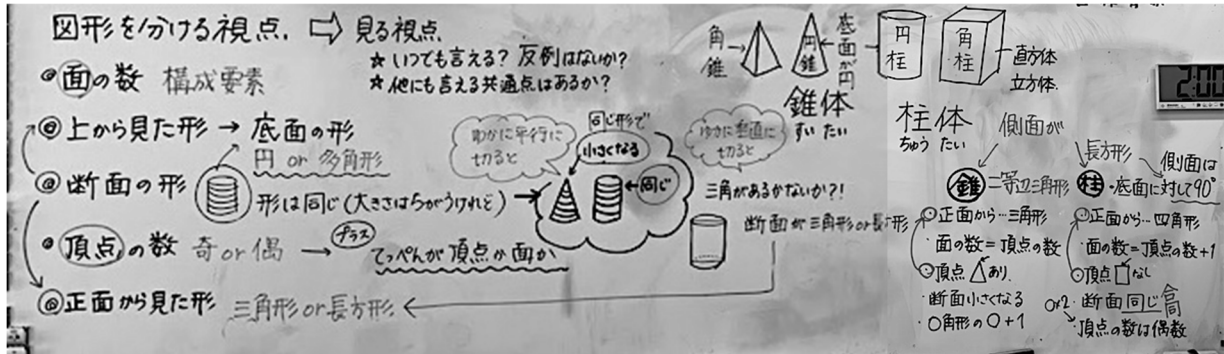 図形を分ける視点. ⇨ 見る視点.
★いつでも言える? 反例はないか?
★他にも言える共通点はあるか?
◎面の数 構成要素
◎上から見た形 → 底面の形
円 or 多角形
◎断面の形
形は同じ(大きさはちがうけれど)→
ゆかに平行に
切ると
同じ形で
小さくなる
←同じ
ゆかに垂直に
切ると
三角があるかないか?!
断面が三角形or長方形
・頂点の数 奇or偶 →
プラス
てっぺんが頂点か面か
◎正面から見た形 三角形or長方形
角錐→
円錐
←底面が円
錐体
すいたい
円柱
角柱
直方体
立方体.
2:00
柱体
ちゅうたい
側面が
錐 二等辺三角形
長方形
側面は
柱・底面に対して90°
・正面から…三角形
・面の数=頂点の数
・頂点 あり.
・断面小さくなる
・○角形の○+1
・正面から…四角形
・面の数=頂点の数+1
・頂点 なし
・断面同じ
・頂点の数は偶数